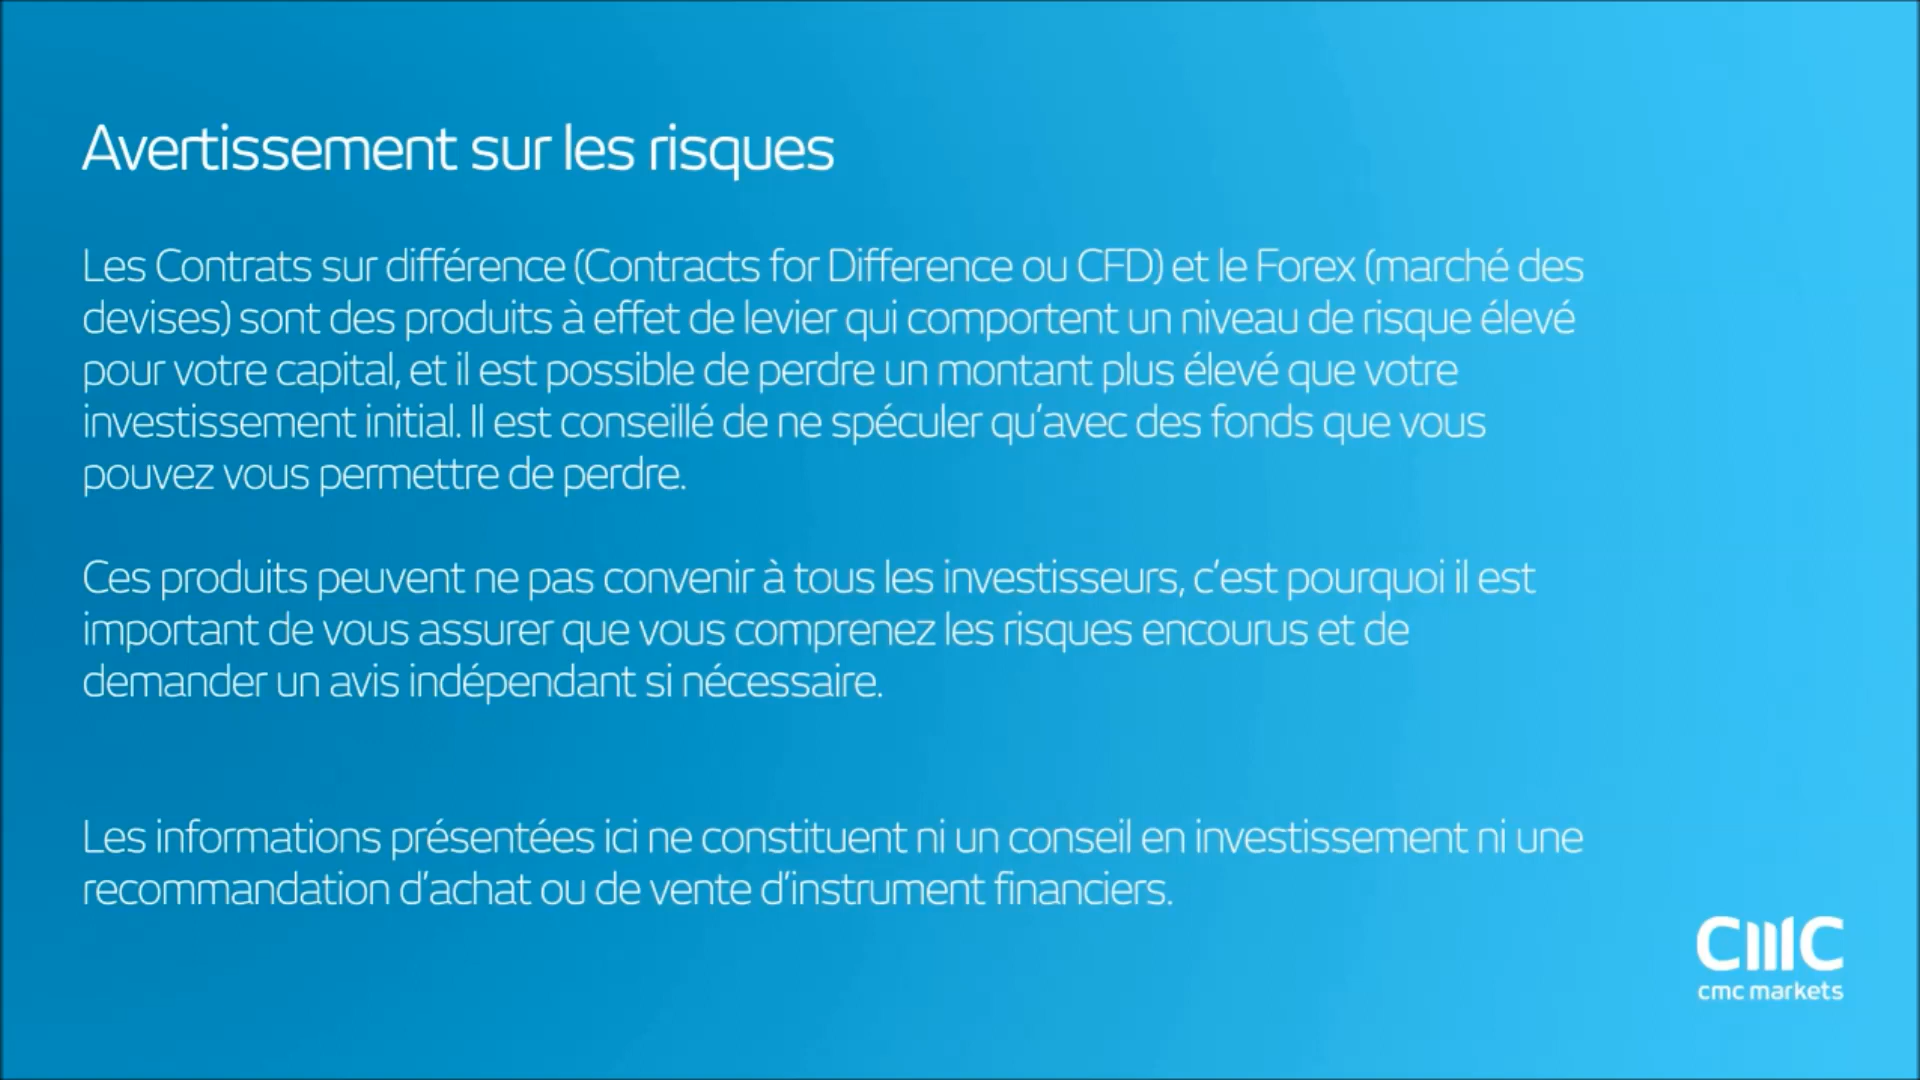 Avertissement sur les risques
Les Contrats sur différence (Contracts for Difference ou CFD) et le Forex (marché des
devises) sont des produits à effet de levier qui comportent un niveau de risque élevé
pour votre capital, et il est possible de perdre un montant plus élevé que votre
investissement initial. Il est conseillé de ne spéculer qu’avec des fonds que vous
pouvez vous permettre de perdre.
Ces produits peuvent ne pas convenir à tous les investisseurs, c’est pourquoi il est
important de vous assurer que vous comprenez les risques encourus et de
demander un avis indépendant si nécessaire.
Les informations présentées ici ne constituent ni un conseil en investissement ni une
recommandation d’achat ou de vente d’instrument financiers.
CMC
cmc markets